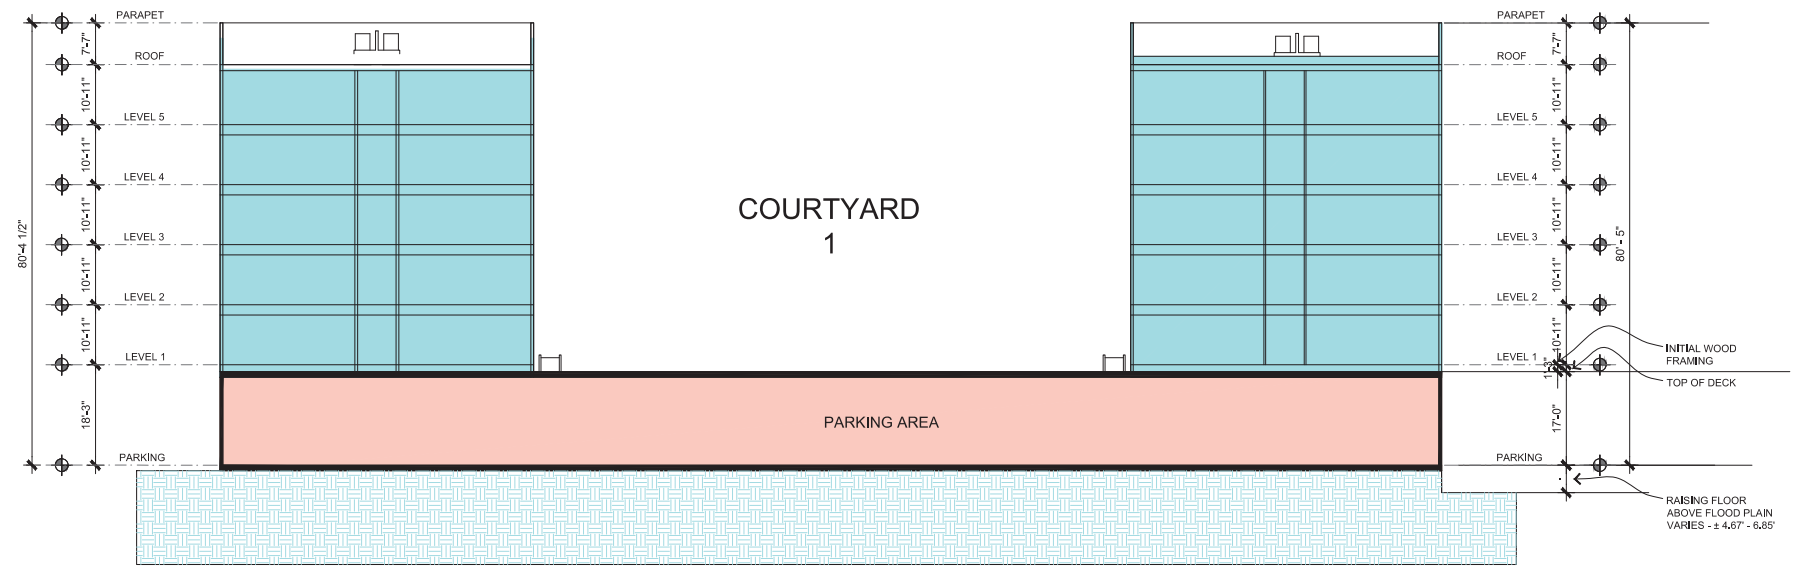 PARAPET
7'-7"
ROOF
10'-11"
LEVEL 5
10'-11"
LEVEL 4
10'-11"
LEVEL 3
10'-11"
LEVEL 2
10'-11"
LEVEL 1
18'-3"
PARKING
80'-4 1/2"
COURTYARD
1
PARKING AREA
PARAPET
7'-7"
ROOF
10'-11"
LEVEL 5
10'-11"
LEVEL 4
10'-11"
LEVEL 3
10'-11"
LEVEL 2
10'-11"
LEVEL 1
1'-3"
17'-0"
PARKING
80' - 5"
INITIAL WOOD
FRAMING
TOP OF DECK
RAISING FLOOR
ABOVE FLOOD PLAIN
VARIES - ± 4.67' - 6.85'